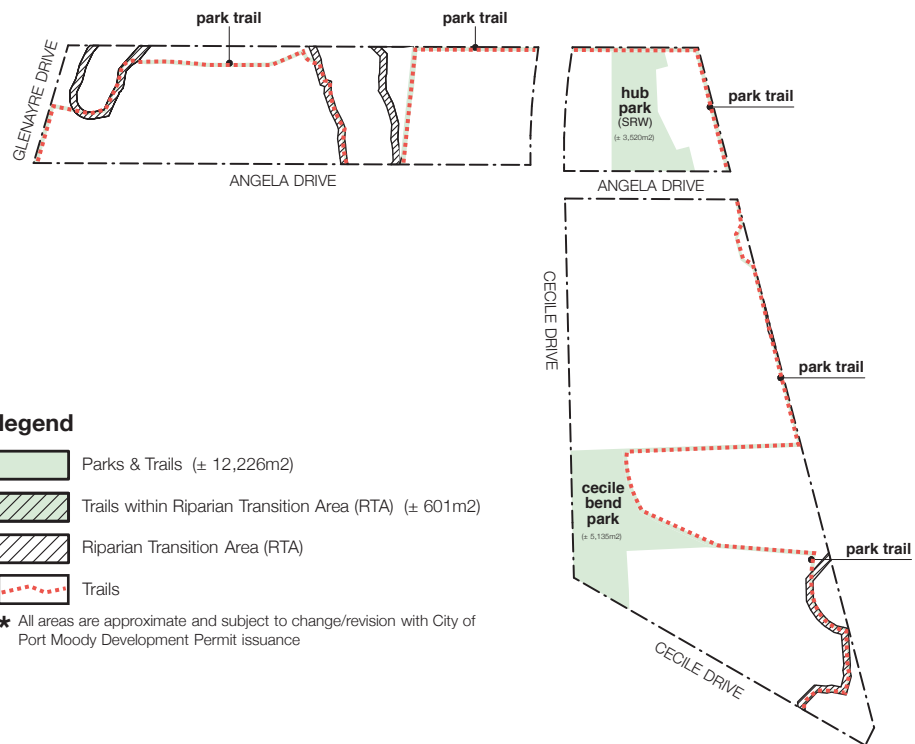 park trail
park trail
GLENAYRE DRIVE
hub
park
(SRW)
(± 3,520m2)
park trail
ANGELA DRIVE
ANGELA DRIVE
CECILE DRIVE
park trail
legend
Parks & Trails (± 12,226m2)
Trails within Riparian Transition Area (RTA) (± 601m2)
Riparian Transition Area (RTA)
Trails
* All areas are approximate and subject to change/revision with City of
Port Moody Development Permit issuance
cecile
bend
park
(± 5,135m2)
park trail
CECILE DRIVE